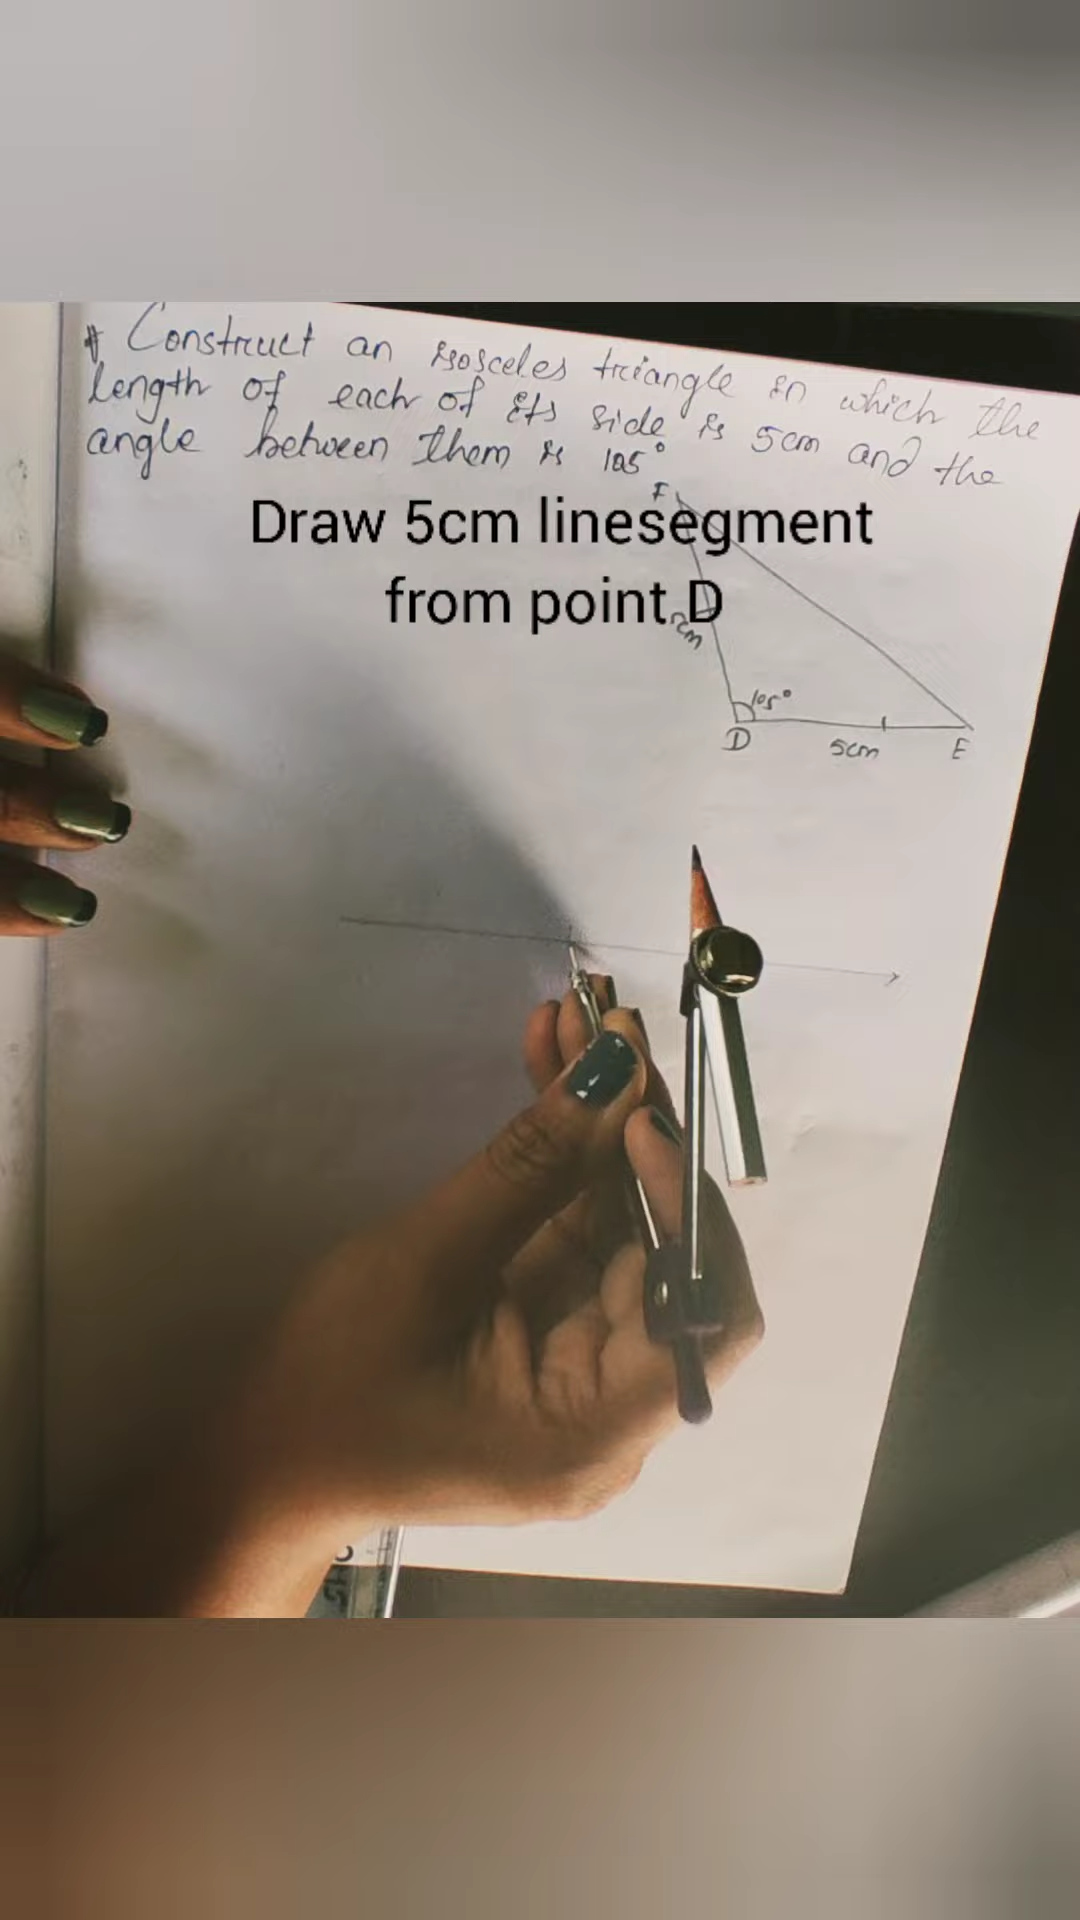 # Construct an isosceles triangle in which the
length of each of its side is 5cm and the
angle between them is 105°
F
Draw 5cm linesegment
from point D
5cm
105°
D
5cm
E